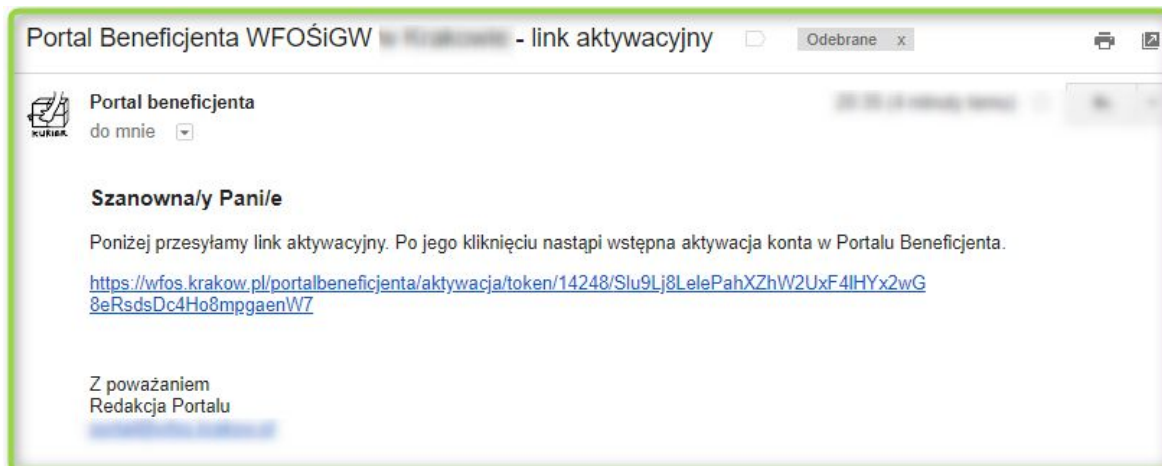 Portal Beneficjenta WFOŚiGW - link aktywacyjny Odebrane x
Portal beneficjenta
do mnie
KURIER
Szanowna/y Pani/e
Poniżej przesyłamy link aktywacyjny. Po jego kliknięciu nastąpi wstępna aktywacja konta w Portalu Beneficjenta.
https://wfos.krakow.pl/portalbeneficjenta/aktywacja/token/14248/Slu9Lj8LelePahXZhW2UxF4lHYx2wG
8eRsdsDc4Ho8mpgaenW7
Z poważaniem
Redakcja Portalu